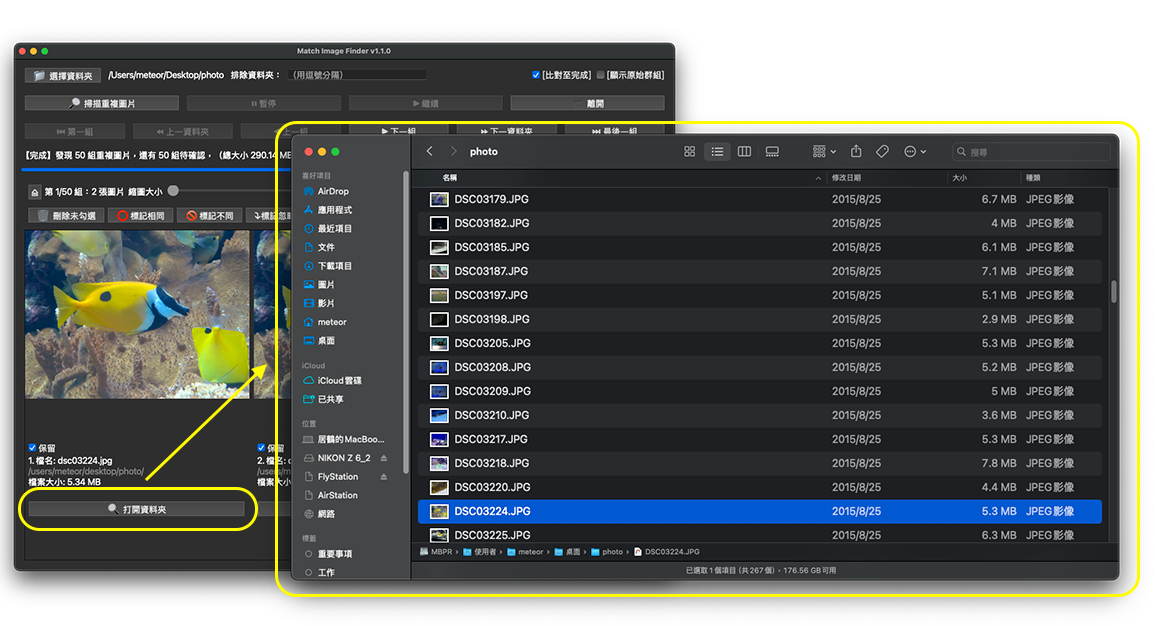 Match Image Finder v1.1.0
選擇資料夾 /Users/meteor/Desktop/photo 排除資料夾： （用逗號分隔） [比對至完成] [顯示原始群組]
掃描重複圖片 暫停 繼續 離開
第一組 上一資料夾 上一組 下一組 下一資料夾 最後一組
【完成】發現 50 組重複圖片，還有 50 組待確認，（總大小 290.14 MB
第 1/50 組：2 張圖片 縮圖大小
刪除未勾選 標記相同 標記不同 標記忽
保留 保留
1. 檔名: dsc03224.jpg 2. 檔名:
/users/meteor/desktop/photo/ /users/m
檔案大小: 5.34 MB 檔案大小
打開資料夾
photo
搜尋
喜好項目
AirDrop
應用程式
最近項目
文件
下載項目
圖片
影片
meteor
桌面
iCloud
iCloud 雲碟
已共享
位置
居鶴的 MacBoo...
NIKON Z 6_2
FlyStation
AirStation
網路
標籤
重要事項
工作
名稱 修改日期 大小 種類
DSC03179.JPG 2015/8/25 6.7 MB JPEG影像
DSC03182.JPG 2015/8/25 4 MB JPEG影像
DSC03185.JPG 2015/8/25 6.1 MB JPEG影像
DSC03187.JPG 2015/8/25 7.1 MB JPEG影像
DSC03197.JPG 2015/8/25 5.1 MB JPEG影像
DSC03198.JPG 2015/8/25 2.9 MB JPEG影像
DSC03205.JPG 2015/8/25 5.3 MB JPEG影像
DSC03208.JPG 2015/8/25 5.2 MB JPEG影像
DSC03209.JPG 2015/8/25 5 MB JPEG影像
DSC03210.JPG 2015/8/25 3.6 MB JPEG影像
DSC03217.JPG 2015/8/25 5.3 MB JPEG影像
DSC03218.JPG 2015/8/25 7.8 MB JPEG影像
DSC03220.JPG 2015/8/25 4.4 MB JPEG影像
DSC03224.JPG 2015/8/25 5.3 MB JPEG影像
DSC03225.JPG 2015/8/25 6.3 MB JPEG影像
MBPR › 使用者 › meteor › 桌面 › photo › DSC03224.JPG
已選取 1 個項目 (共 267 個)，176.56 GB 可用